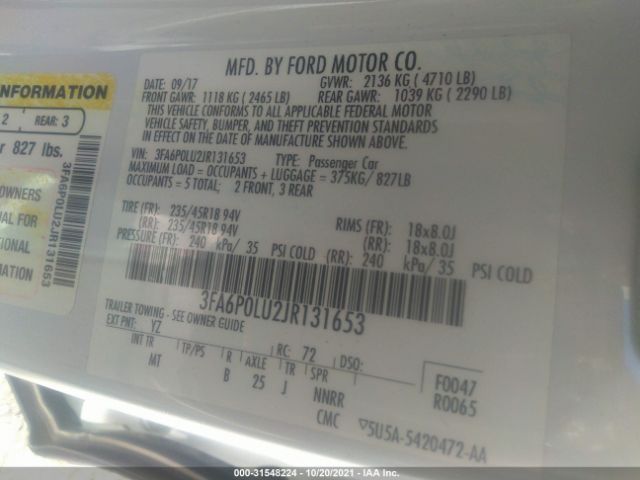 INFORMATION
2
REAR: 3
827 lbs.
OWNERS
UAL FOR
TIONAL
RMATION
3FA6P0LU2JR131653
MFD. BY FORD MOTOR CO.
DATE: 09/17 GVWR: 2136 KG ( 4710 LB)
FRONT GAWR: 1118 KG ( 2465 LB) REAR GAWR: 1039 KG ( 2290 LB)
THIS VEHICLE CONFORMS TO ALL APPLICABLE FEDERAL MOTOR
VEHICLE SAFETY, BUMPER, AND THEFT PREVENTION STANDARDS
IN EFFECT ON THE DATE OF MANUFACTURE SHOWN ABOVE.
VIN: 3FA6P0LU2JR131653 TYPE: Passenger Car
MAXIMUM LOAD = OCCUPANTS + LUGGAGE = 375KG/ 827LB
OCCUPANTS = 5 TOTAL; 2 FRONT, 3 REAR
TIRE (FR): 235/45R18 94V RIMS (FR): 18x8.0J
(RR): 235/45R18 94V (RR): 18x8.0J
PRESSURE (FR): 240 kPa/ 35 PSI COLD (RR): 240 kPa/ 35 PSI COLD
3FA6P0LU2JR131653
TRAILER TOWING - SEE OWNER GUIDE
EXT PNT: YZ RC: 72 DSO:
INT TR TP/PS R AXLE TR SPR
MT B 25 J NNRR
F0047
R0065
CMC 5U5A-5420472-AA
000-31548224 - 10/20/2021 - IAAI.COM